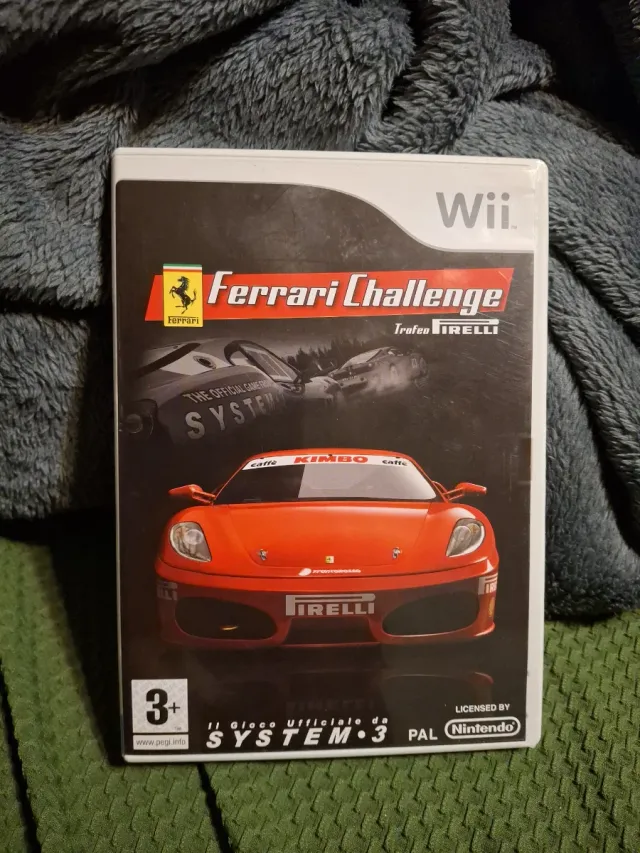 Wii
Ferrari Challenge
Ferrari
Trofeo PIRELLI
THE OFFICIAL GAME
SYSTEM
caffè KIMBO caffè
PIRELLI
3+
www.pegi.info
Il Gioco Ufficiale da
SYSTEM•3
PAL
LICENSED BY
Nintendo